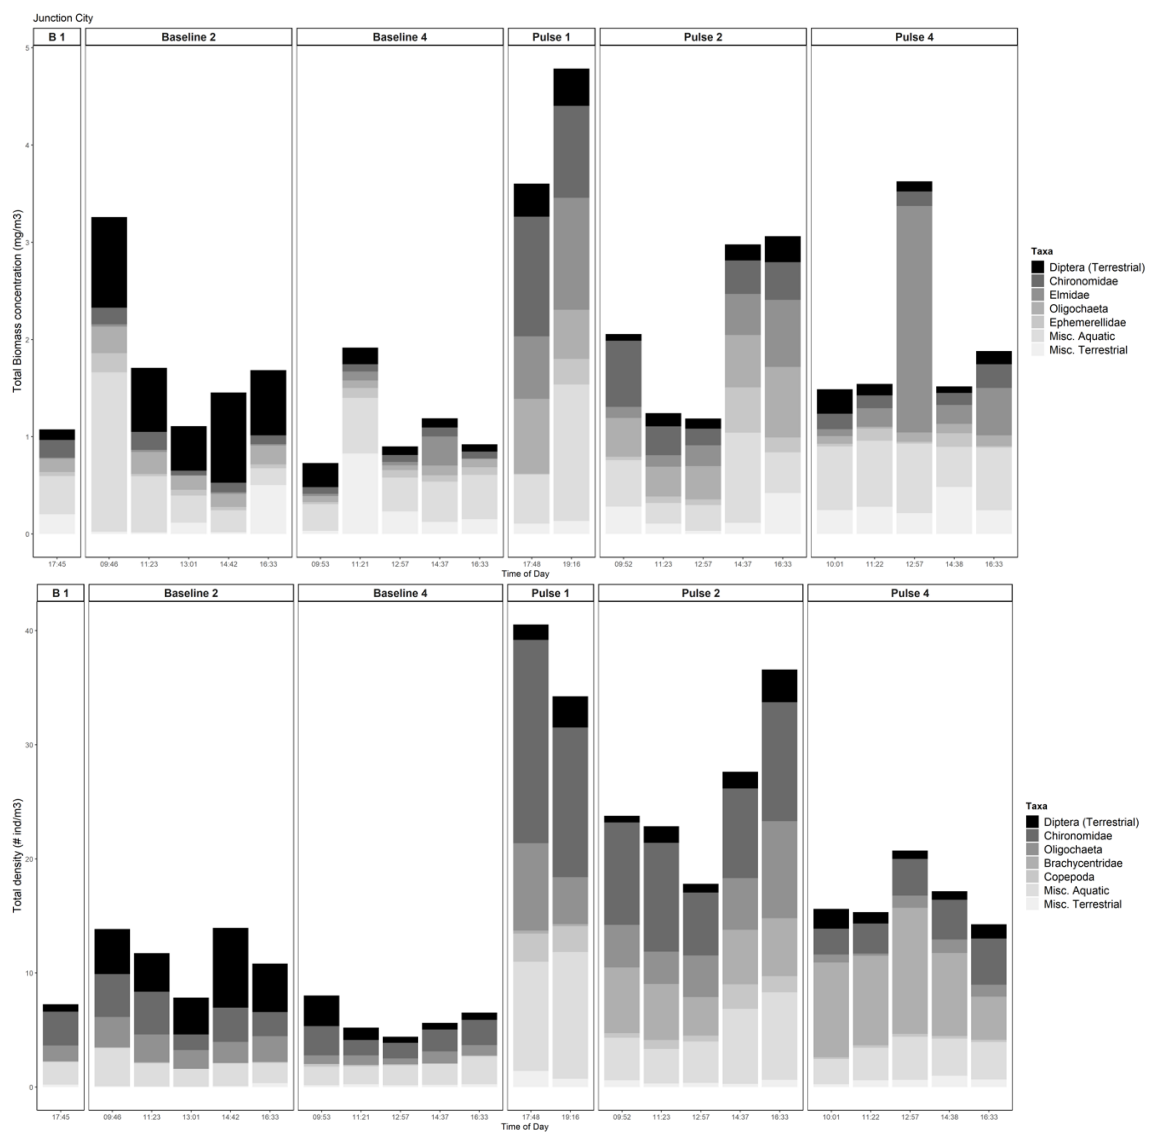 Junction City
B 1 Baseline 2 Baseline 4 Pulse 1 Pulse 2 Pulse 4
Total Biomass concentration (mg/m3)
5
4
3
2
1
0
17:45 09:46 11:23 13:01 14:42 16:33 09:53 11:21 12:57 14:37 16:33 17:48 19:16 09:52 11:23 12:57 14:37 16:33 10:01 11:22 12:57 14:38 16:33
Time of Day
Taxa
Diptera (Terrestrial)
Chironomidae
Elmidae
Oligochaeta
Ephemerellidae
Misc. Aquatic
Misc. Terrestrial
B 1 Baseline 2 Baseline 4 Pulse 1 Pulse 2 Pulse 4
Total density (# ind/m3)
40
30
20
10
0
17:45 09:46 11:23 13:01 14:42 16:33 09:53 11:21 12:57 14:37 16:33 17:48 19:16 09:52 11:23 12:57 14:37 16:33 10:01 11:22 12:57 14:38 16:33
Time of Day
Taxa
Diptera (Terrestrial)
Chironomidae
Oligochaeta
Brachycentridae
Copepoda
Misc. Aquatic
Misc. Terrestrial